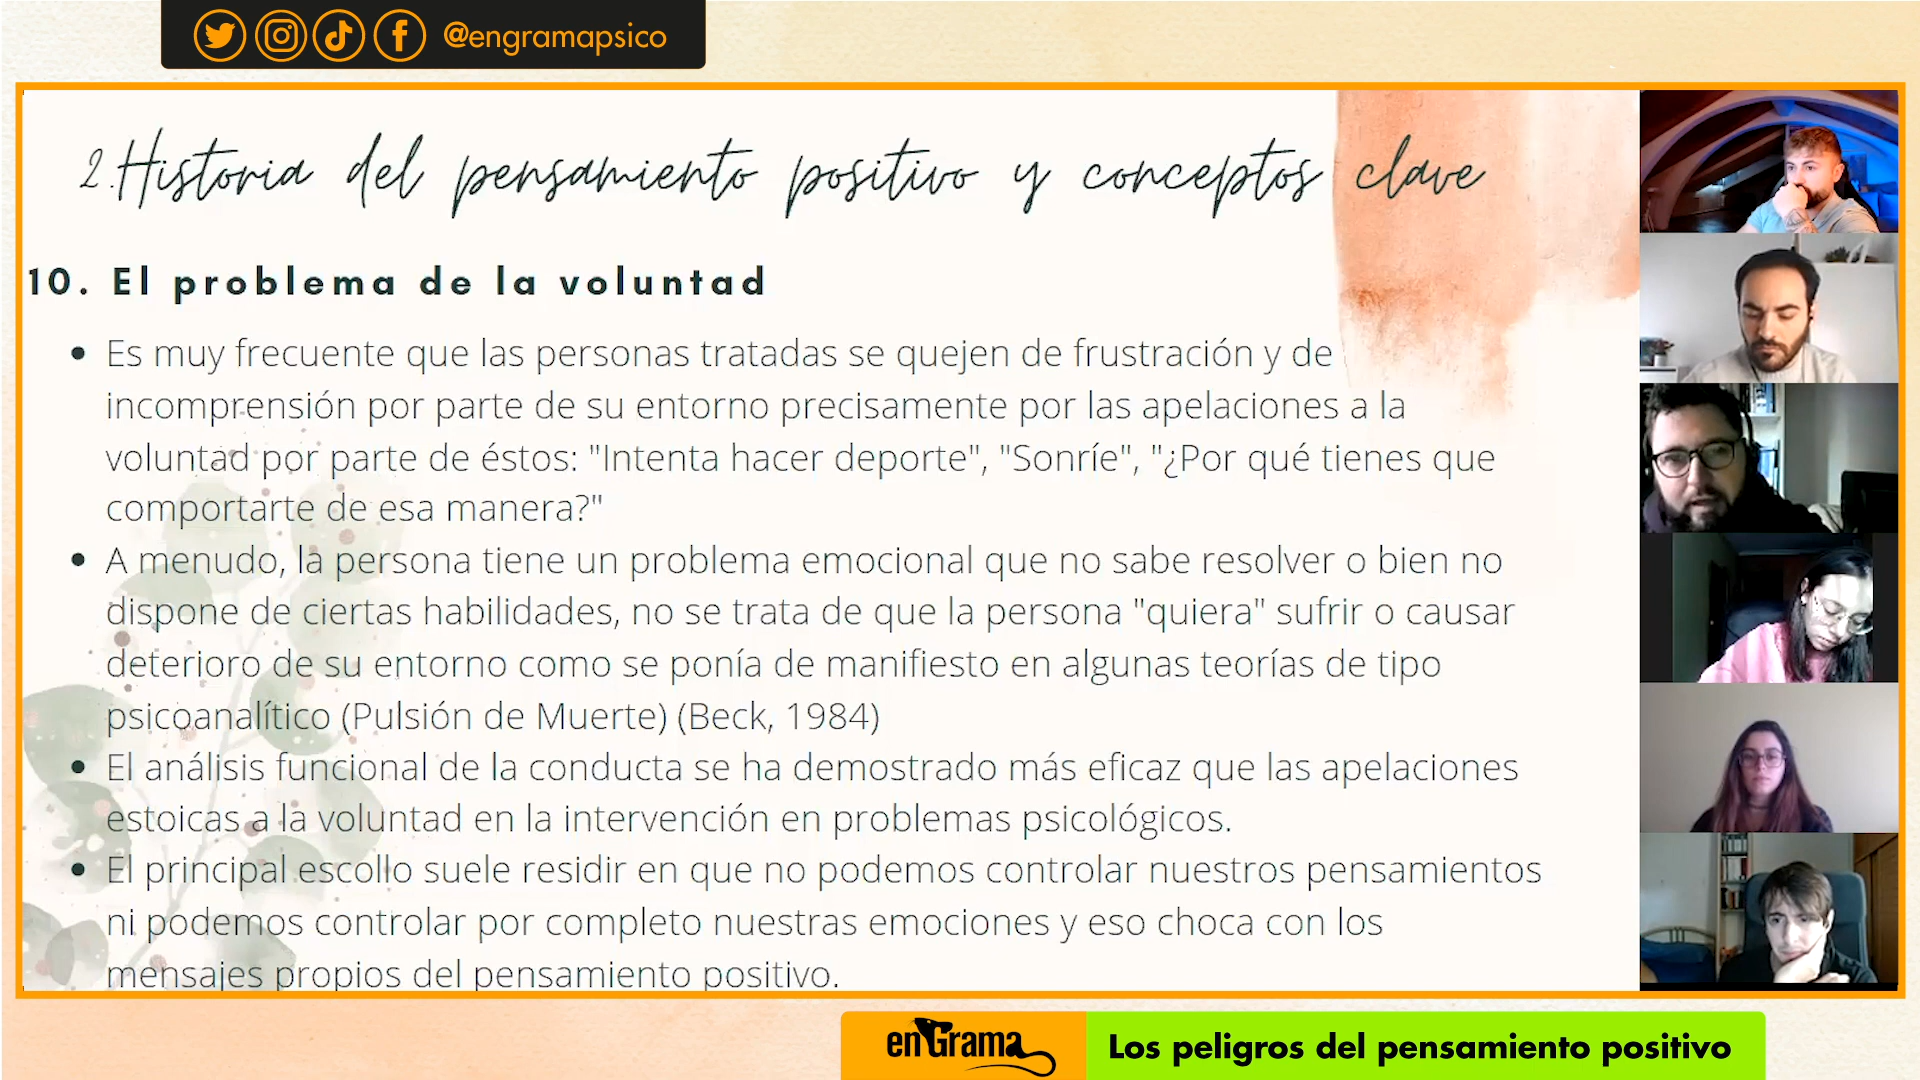 @engramapsico
2.Historia del pensamiento positivo y conceptos clave
10. El problema de la voluntad
• Es muy frecuente que las personas tratadas se quejen de frustración y de
incomprensión por parte de su entorno precisamente por las apelaciones a la
voluntad por parte de éstos: "Intenta hacer deporte", "Sonríe", "¿Por qué tienes que
comportarte de esa manera?"
• A menudo, la persona tiene un problema emocional que no sabe resolver o bien no
dispone de ciertas habilidades, no se trata de que la persona "quiera" sufrir o causar
deterioro de su entorno como se ponía de manifiesto en algunas teorías de tipo
psicoanalítico (Pulsión de Muerte) (Beck, 1984)
• El análisis funcional de la conducta se ha demostrado más eficaz que las apelaciones
estoicas a la voluntad en la intervención en problemas psicológicos.
• El principal escollo suele residir en que no podemos controlar nuestros pensamientos
ni podemos controlar por completo nuestras emociones y eso choca con los
mensajes propios del pensamiento positivo.
enGrama
Los peligros del pensamiento positivo